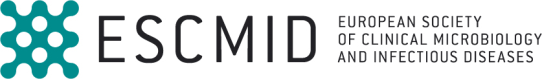 ESCMID
EUROPEAN SOCIETY
OF CLINICAL MICROBIOLOGY
AND INFECTIOUS DISEASES